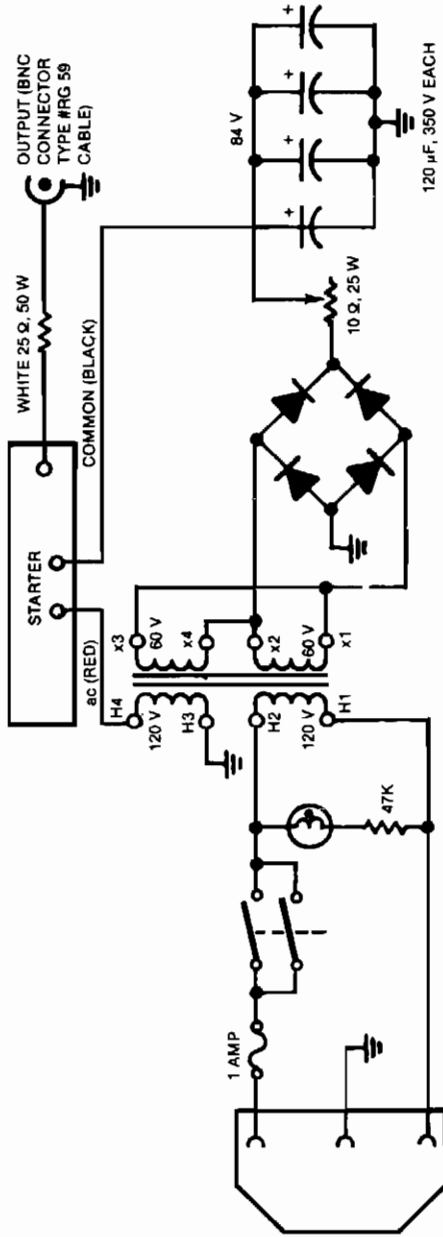 OUTPUT (BNC
CONNECTOR
TYPE #RG 59
CABLE)
WHITE 25 Ω, 50 W
STARTER
COMMON (BLACK)
ac (RED)
84 V
+
+
+
+
120 µF, 350 V EACH
10 Ω, 25 W
H4
120 V
H3
H2
120 V
H1
x3
60 V
x4
x2
60 V
x1
1 AMP
47K